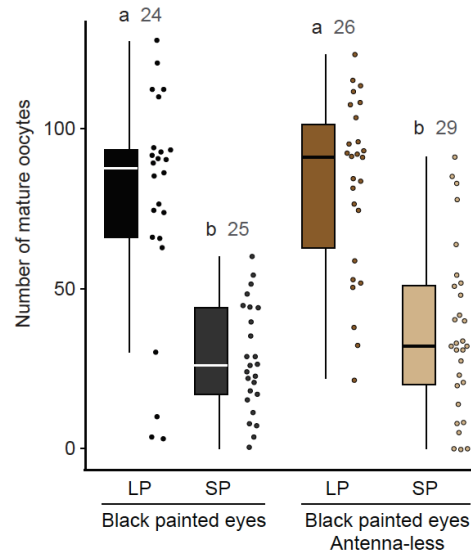 a 24
a 26
b 29
b 25
Number of mature oocytes
100
50
0
LP
SP
LP
SP
Black painted eyes
Black painted eyes
Antenna-less